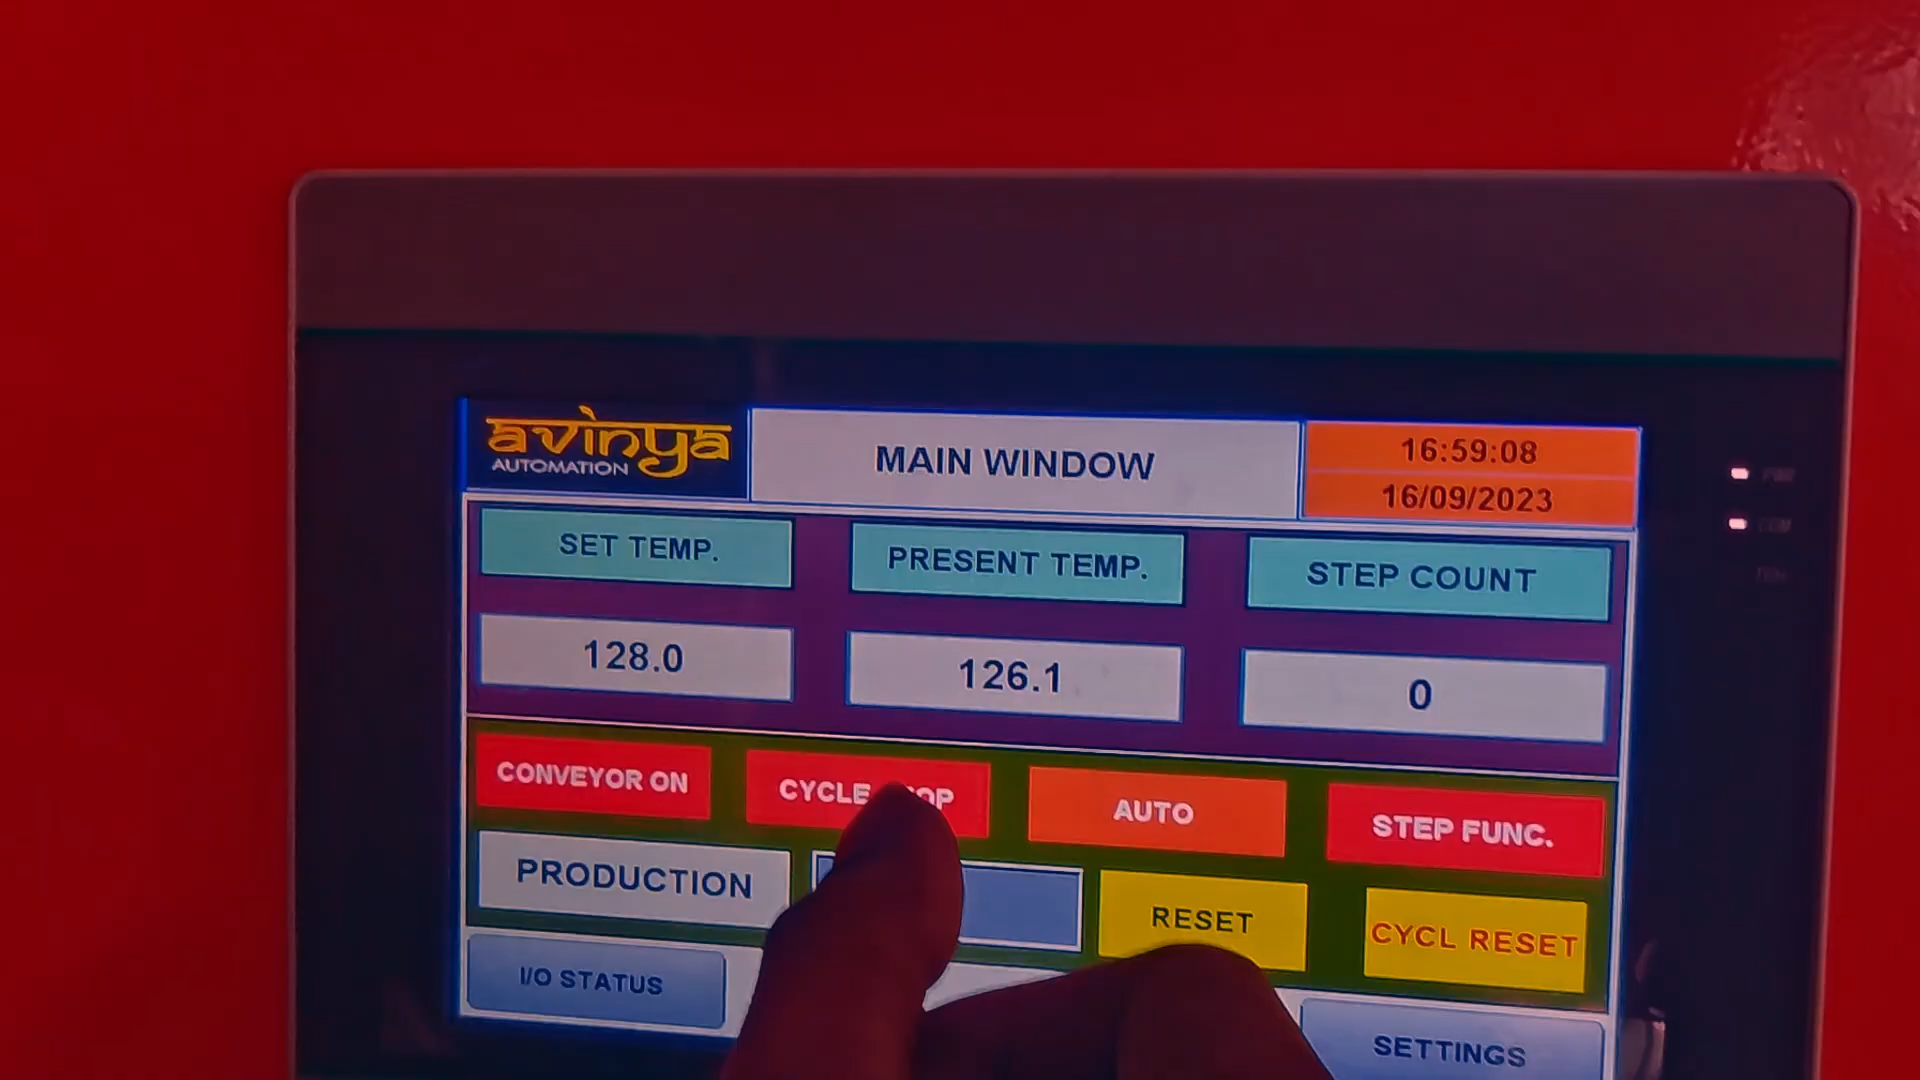 avinya
AUTOMATION
MAIN WINDOW
16:59:08
16/09/2023
SET TEMP.
PRESENT TEMP.
STEP COUNT
128.0
126.1
0
CONVEYOR ON
CYCLE
AUTO
STEP FUNC.
PRODUCTION
RESET
CYCL RESET
I/O STATUS
SETTINGS